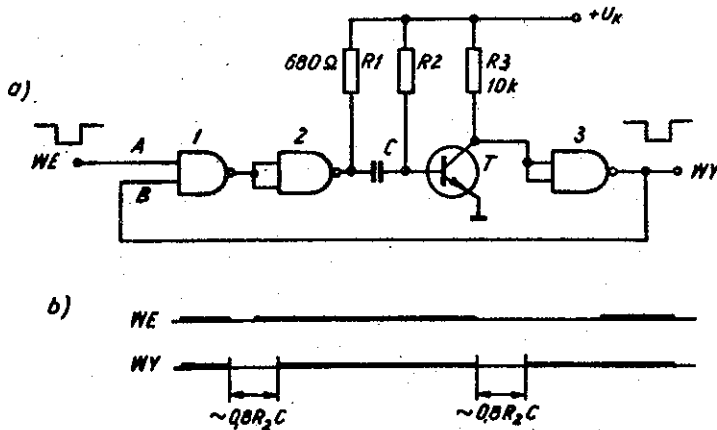 +U_K
680Ω R1 R2 R3
10k
a)
1 2 3
A
WE
C
T
WY
B
b)
WE
WY
~0,8R₂C ~0,8R₂C